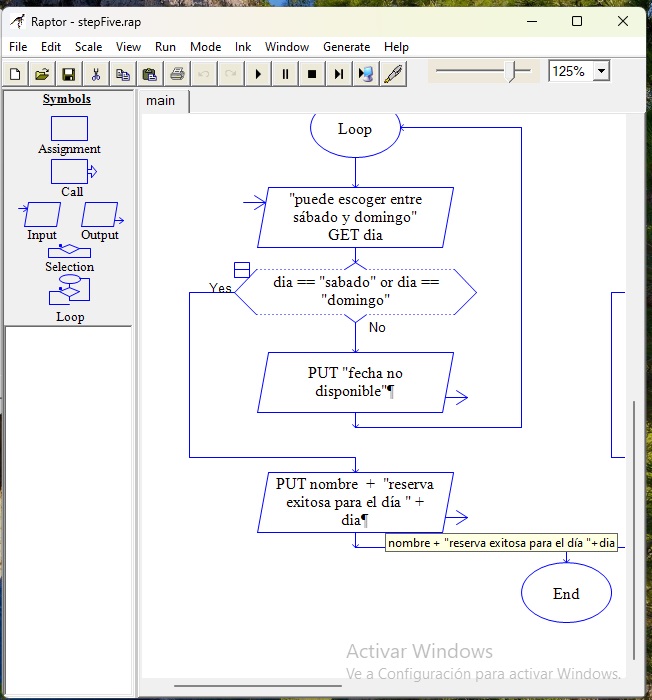 Raptor - stepFive.rap
File Edit Scale View Run Mode Ink Window Generate Help
125%
Symbols
Assignment
Call
Input Output
Selection
Loop
main
Loop
"puede escoger entre
sábado y domingo"
GET dia
dia == "sabado" or dia ==
"domingo"
Yes
No
PUT "fecha no
disponible"¶
PUT nombre + "reserva
exitosa para el día " +
dia¶
nombre + "reserva exitosa para el día "+dia
End
Activar Windows
Ve a Configuración para activar Windows.